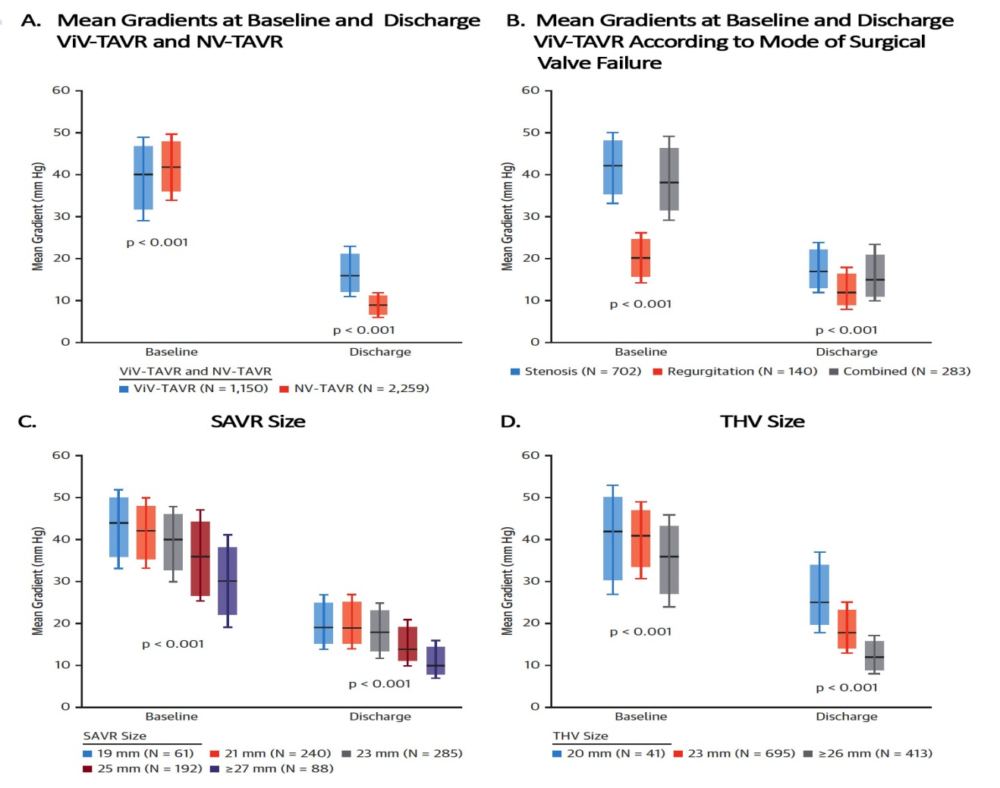 A. Mean Gradients at Baseline and Discharge
ViV-TAVR and NV-TAVR
60
50
40
30
20
10
0
Mean Gradient (mm Hg)
p < 0.001
p < 0.001
Baseline
Discharge
ViV-TAVR and NV-TAVR
ViV-TAVR (N = 1,150) NV-TAVR (N = 2,259)
B. Mean Gradients at Baseline and Discharge
ViV-TAVR According to Mode of Surgical
Valve Failure
60
50
40
30
20
10
0
Mean Gradient (mm Hg)
p < 0.001
p < 0.001
Baseline
Discharge
Stenosis (N = 702) Regurgitation (N = 140) Combined (N = 283)
C. SAVR Size
60
50
40
30
20
10
0
Mean Gradient (mm Hg)
p < 0.001
p < 0.001
Baseline
Discharge
SAVR Size
19 mm (N = 61) 21 mm (N = 240) 23 mm (N = 285)
25 mm (N = 192) ≥27 mm (N = 88)
D. THV Size
60
50
40
30
20
10
0
Mean Gradient (mm Hg)
p < 0.001
p < 0.001
Baseline
Discharge
THV Size
20 mm (N = 41) 23 mm (N = 695) ≥26 mm (N = 413)